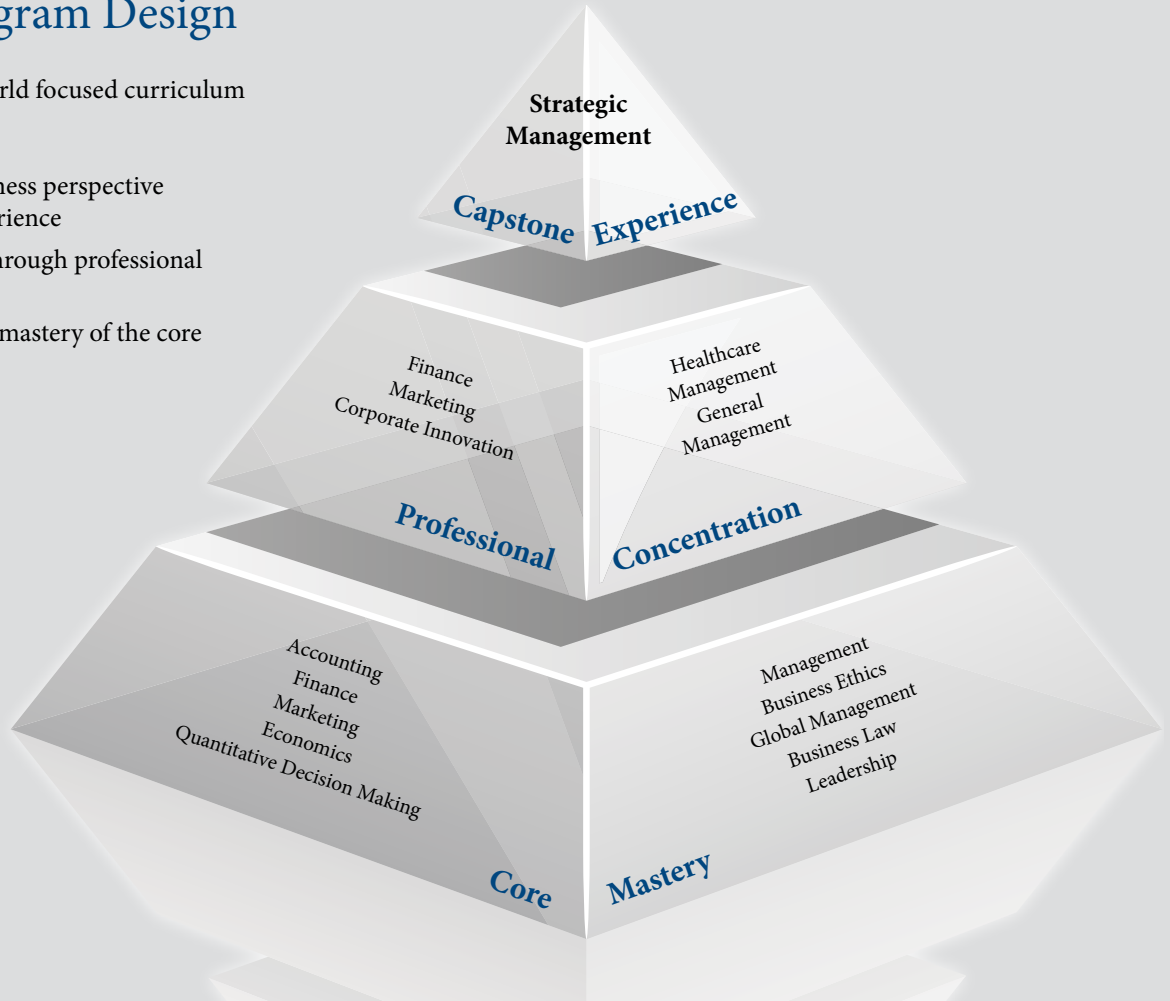 gram Design
rld focused curriculum
ness perspective
rience
hrough professional
mastery of the core
Strategic
Management
Capstone Experience
Finance
Marketing
Corporate Innovation
Healthcare
Management
General
Management
Professional Concentration
Accounting
Finance
Marketing
Economics
Quantitative Decision Making
Management
Business Ethics
Global Management
Business Law
Leadership
Core Mastery